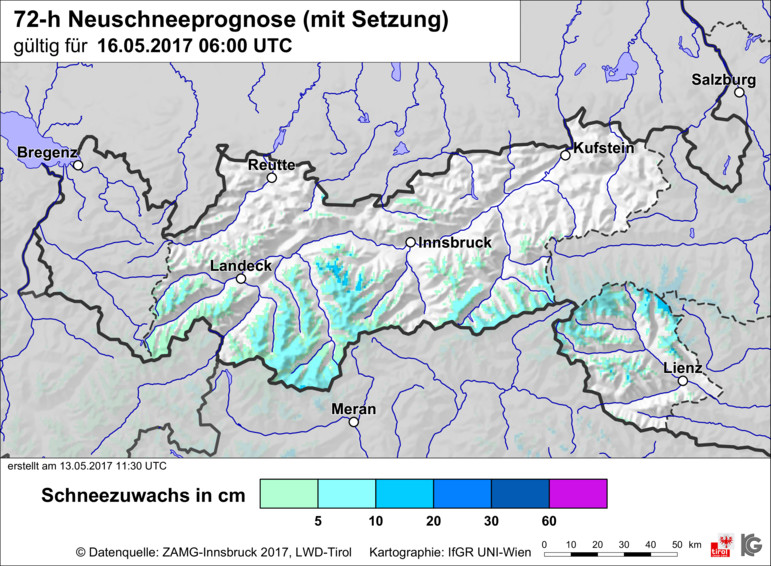 72-h Neuschneeprognose (mit Setzung)
gültig für 16.05.2017 06:00 UTC
Salzburg
Bregenz
Kufstein
Reutte
Innsbruck
Landeck
Lienz
Meran
erstellt am 13.05.2017 11:30 UTC
Schneezuwachs in cm
5 10 20 30 60
© Datenquelle: ZAMG-Innsbruck 2017, LWD-Tirol Kartographie: IfGR UNI-Wien
0 10 20 30 40 50 km
tirol